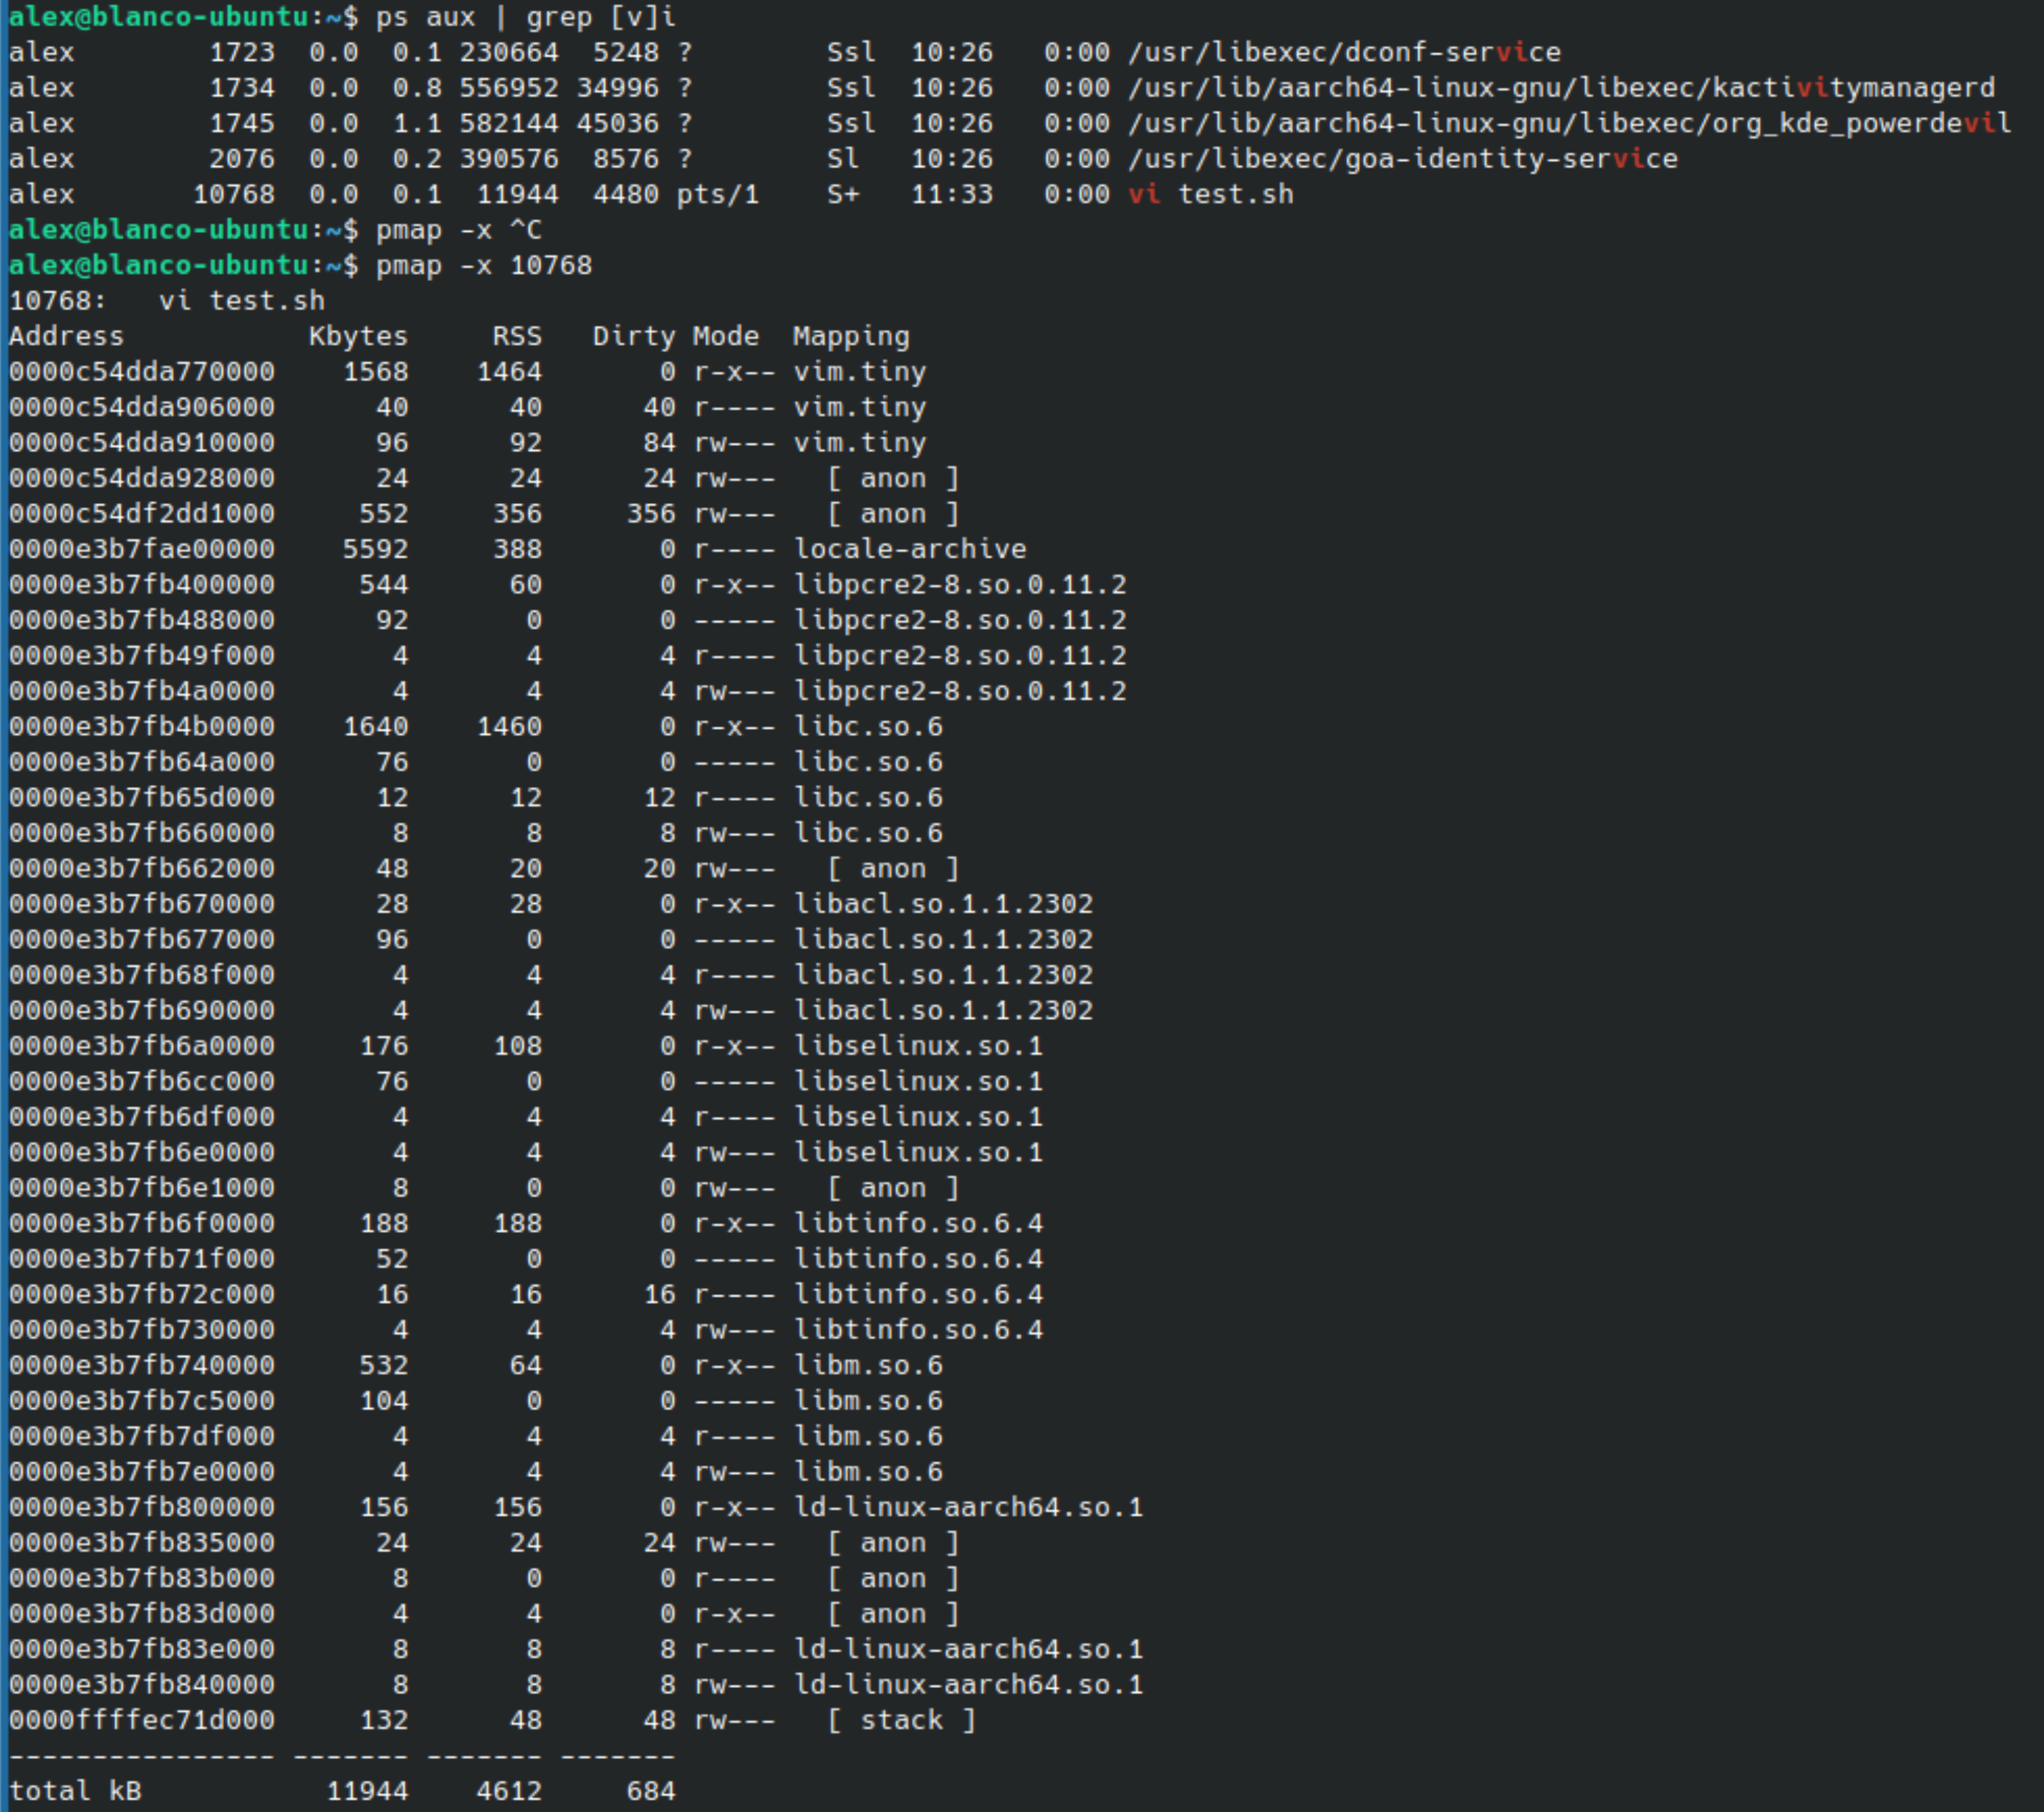 alex@blanco-ubuntu:~$ ps aux | grep [v]i
alex        1723  0.0  0.1 230664  5248 ?        Ssl  10:26   0:00 /usr/libexec/dconf-service
alex        1734  0.0  0.8 556952 34996 ?        Ssl  10:26   0:00 /usr/lib/aarch64-linux-gnu/libexec/kactivitymanagerd
alex        1745  0.0  1.1 582144 45036 ?        Ssl  10:26   0:00 /usr/lib/aarch64-linux-gnu/libexec/org_kde_powerdevil
alex        2076  0.0  0.2 390576  8576 ?        Sl   10:26   0:00 /usr/libexec/goa-identity-service
alex       10768  0.0  0.1  11944  4480 pts/1    S+   11:33   0:00 vi test.sh
alex@blanco-ubuntu:~$ pmap -x ^C
alex@blanco-ubuntu:~$ pmap -x 10768
10768:   vi test.sh
Address           Kbytes     RSS   Dirty Mode  Mapping
0000c54dda770000    1568    1464       0 r-x-- vim.tiny
0000c54dda906000      40      40      40 r---- vim.tiny
0000c54dda910000      96      92      84 rw--- vim.tiny
0000c54dda928000      24      24      24 rw---   [ anon ]
0000c54df2dd1000     552     356     356 rw---   [ anon ]
0000e3b7fae00000    5592     388       0 r---- locale-archive
0000e3b7fb400000     544      60       0 r-x-- libpcre2-8.so.0.11.2
0000e3b7fb488000      92       0       0 ----- libpcre2-8.so.0.11.2
0000e3b7fb49f000       4       4       4 r---- libpcre2-8.so.0.11.2
0000e3b7fb4a0000       4       4       4 rw--- libpcre2-8.so.0.11.2
0000e3b7fb4b0000    1640    1460       0 r-x-- libc.so.6
0000e3b7fb64a000      76       0       0 ----- libc.so.6
0000e3b7fb65d000      12      12      12 r---- libc.so.6
0000e3b7fb660000       8       8       8 rw--- libc.so.6
0000e3b7fb662000      48      20      20 rw---   [ anon ]
0000e3b7fb670000      28      28       0 r-x-- libacl.so.1.1.2302
0000e3b7fb677000      96       0       0 ----- libacl.so.1.1.2302
0000e3b7fb68f000       4       4       4 r---- libacl.so.1.1.2302
0000e3b7fb690000       4       4       4 rw--- libacl.so.1.1.2302
0000e3b7fb6a0000     176     108       0 r-x-- libselinux.so.1
0000e3b7fb6cc000      76       0       0 ----- libselinux.so.1
0000e3b7fb6df000       4       4       4 r---- libselinux.so.1
0000e3b7fb6e0000       4       4       4 rw--- libselinux.so.1
0000e3b7fb6e1000       8       0       0 rw---   [ anon ]
0000e3b7fb6f0000     188     188       0 r-x-- libtinfo.so.6.4
0000e3b7fb71f000      52       0       0 ----- libtinfo.so.6.4
0000e3b7fb72c000      16      16      16 r---- libtinfo.so.6.4
0000e3b7fb730000       4       4       4 rw--- libtinfo.so.6.4
0000e3b7fb740000     532      64       0 r-x-- libm.so.6
0000e3b7fb7c5000     104       0       0 ----- libm.so.6
0000e3b7fb7df000       4       4       4 r---- libm.so.6
0000e3b7fb7e0000       4       4       4 rw--- libm.so.6
0000e3b7fb800000     156     156       0 r-x-- ld-linux-aarch64.so.1
0000e3b7fb835000      24      24      24 rw---   [ anon ]
0000e3b7fb83b000       8       0       0 r----   [ anon ]
0000e3b7fb83d000       4       4       0 r-x--   [ anon ]
0000e3b7fb83e000       8       8       8 r---- ld-linux-aarch64.so.1
0000e3b7fb840000       8       8       8 rw--- ld-linux-aarch64.so.1
0000ffffec71d000     132      48      48 rw---   [ stack ]
---------------- ------- ------- -------
total kB           11944    4612     684